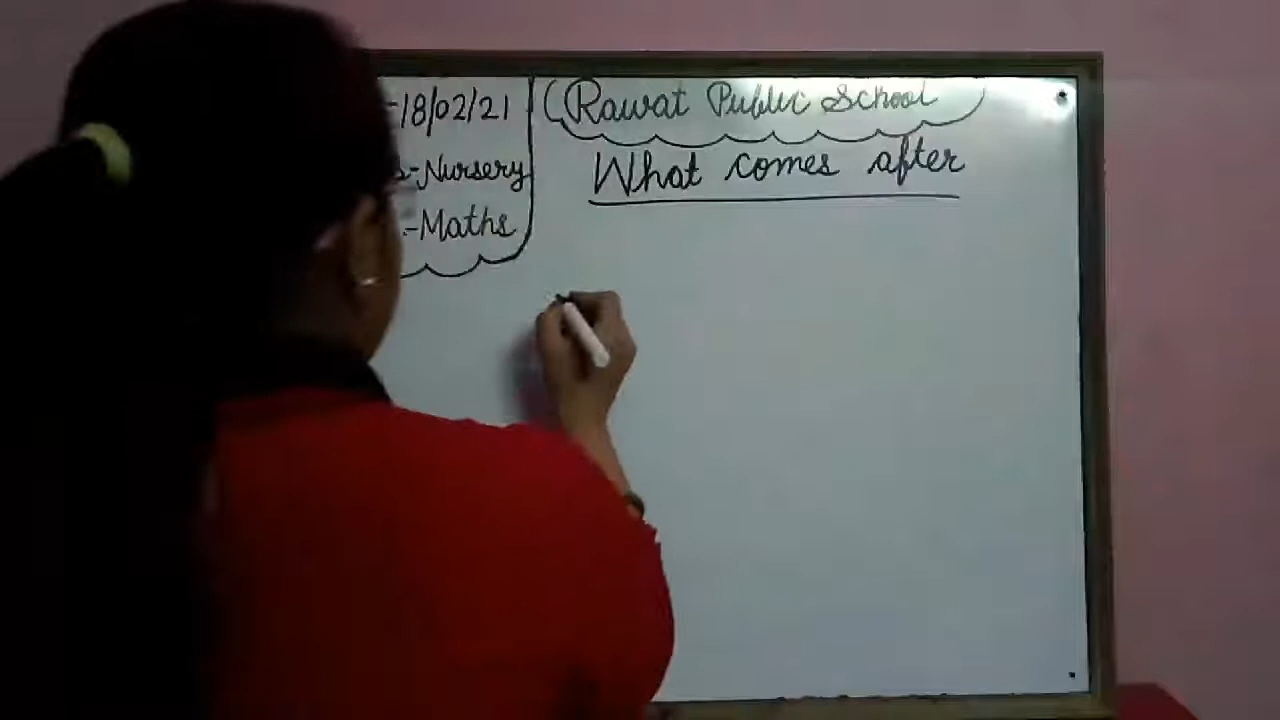 -18/02/21
Rawat Public School
s-Nursery
What comes after
.-Maths